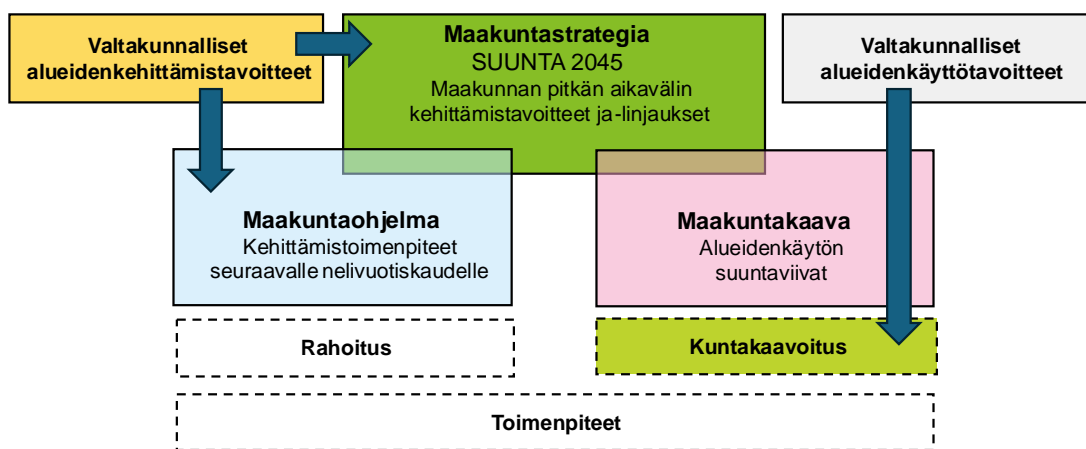 Valtakunnalliset
alueidenkehittämistavoitteet
Maakuntastrategia
SUUNTA 2045
Maakunnan pitkän aikavälin
kehittämistavoitteet ja-linjaukset
Valtakunnalliset
alueidenkäyttötavoitteet
Maakuntaohjelma
Kehittämistoimenpiteet
seuraavalle nelivuotiskaudelle
Maakuntakaava
Alueidenkäytön
suuntaviivat
Rahoitus
Kuntakaavoitus
Toimenpiteet